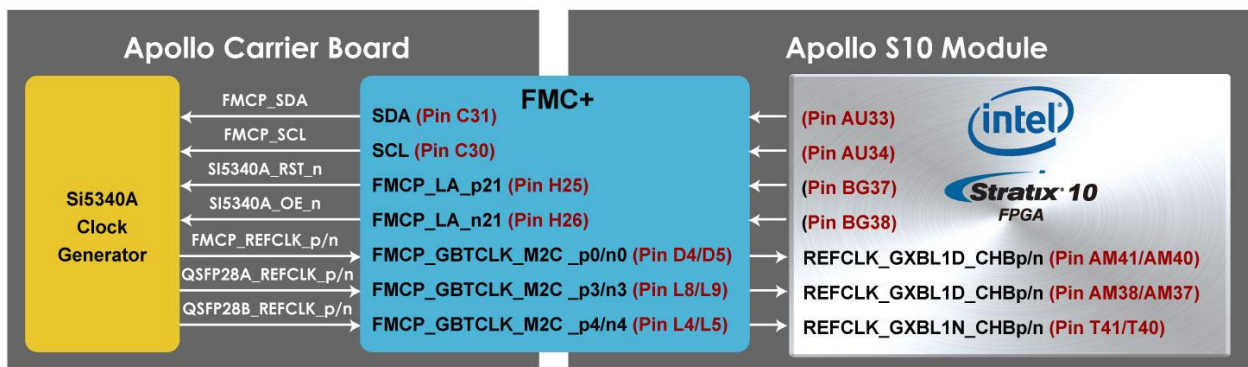 Apollo Carrier Board
Apollo S10 Module
FMC+
Si5340A
Clock
Generator
FMCP_SDA
FMCP_SCL
SI5340A_RST_n
SI5340A_OE_n
FMCP_REFCLK_p/n
QSFP28A_REFCLK_p/n
QSFP28B_REFCLK_p/n
SDA (Pin C31)
SCL (Pin C30)
FMCP_LA_p21 (Pin H25)
FMCP_LA_n21 (Pin H26)
FMCP_GBTCLK_M2C _p0/n0 (Pin D4/D5)
FMCP_GBTCLK_M2C _p3/n3 (Pin L8/L9)
FMCP_GBTCLK_M2C _p4/n4 (Pin L4/L5)
(Pin AU33)
(Pin AU34)
(Pin BG37)
(Pin BG38)
intel
Stratix 10
FPGA
REFCLK_GXBL1D_CHBp/n (Pin AM41/AM40)
REFCLK_GXBL1D_CHBp/n (Pin AM38/AM37)
REFCLK_GXBL1N_CHBp/n (Pin T41/T40)